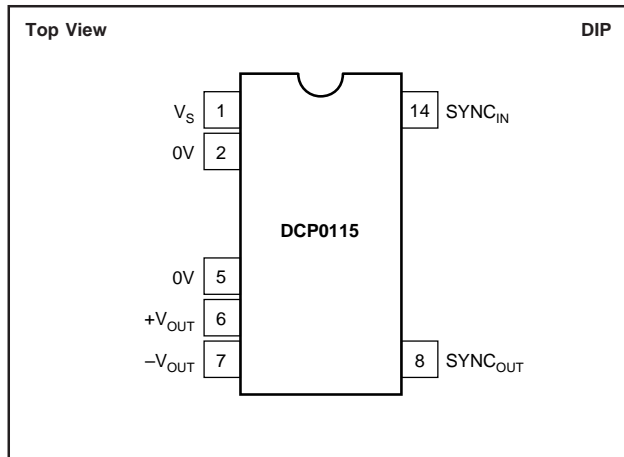 Top View DIP
V_S 1 14 SYNC_IN
0V 2
DCP0115
0V 5
+V_OUT 6
–V_OUT 7 8 SYNC_OUT